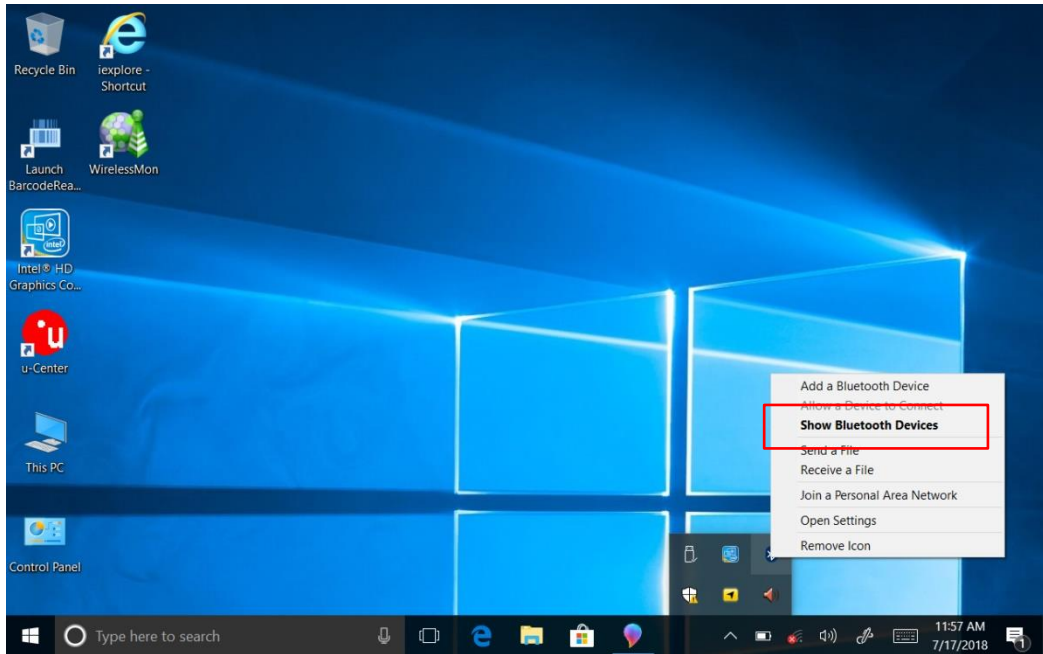 Recycle Bin
iexplore -
Shortcut
Launch
BarcodeRea...
WirelessMon
intel
Intel® HD
Graphics Co...
u
u-Center
This PC
Control Panel
Add a Bluetooth Device
Allow a Device to Connect
Show Bluetooth Devices
Send a File
Receive a File
Join a Personal Area Network
Open Settings
Remove Icon
Type here to search
11:57 AM
7/17/2018
1